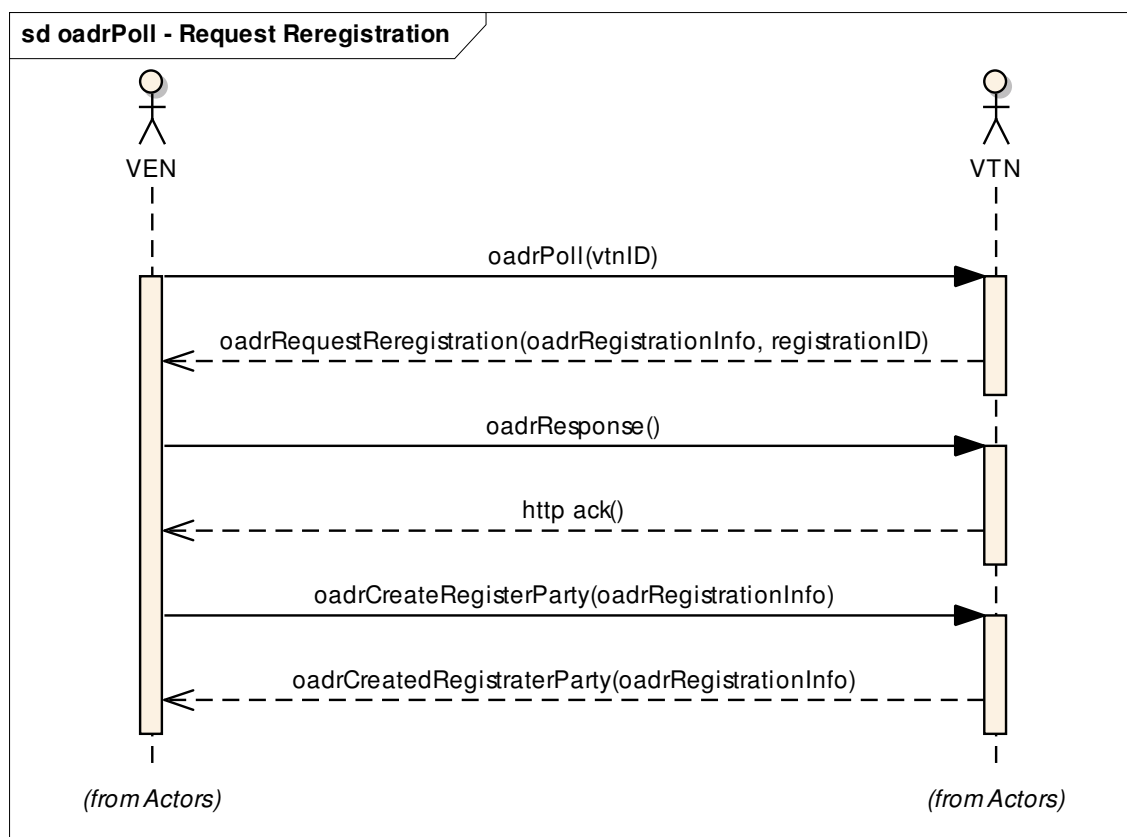 sd oadrPoll - Request Reregistration
VEN VTN
oadrPoll(vtnID)
oadrRequestReregistration(oadrRegistrationInfo, registrationID)
oadrResponse()
http ack()
oadrCreateRegisterParty(oadrRegistrationInfo)
oadrCreatedRegistraterParty(oadrRegistrationInfo)
(from Actors) (from Actors)